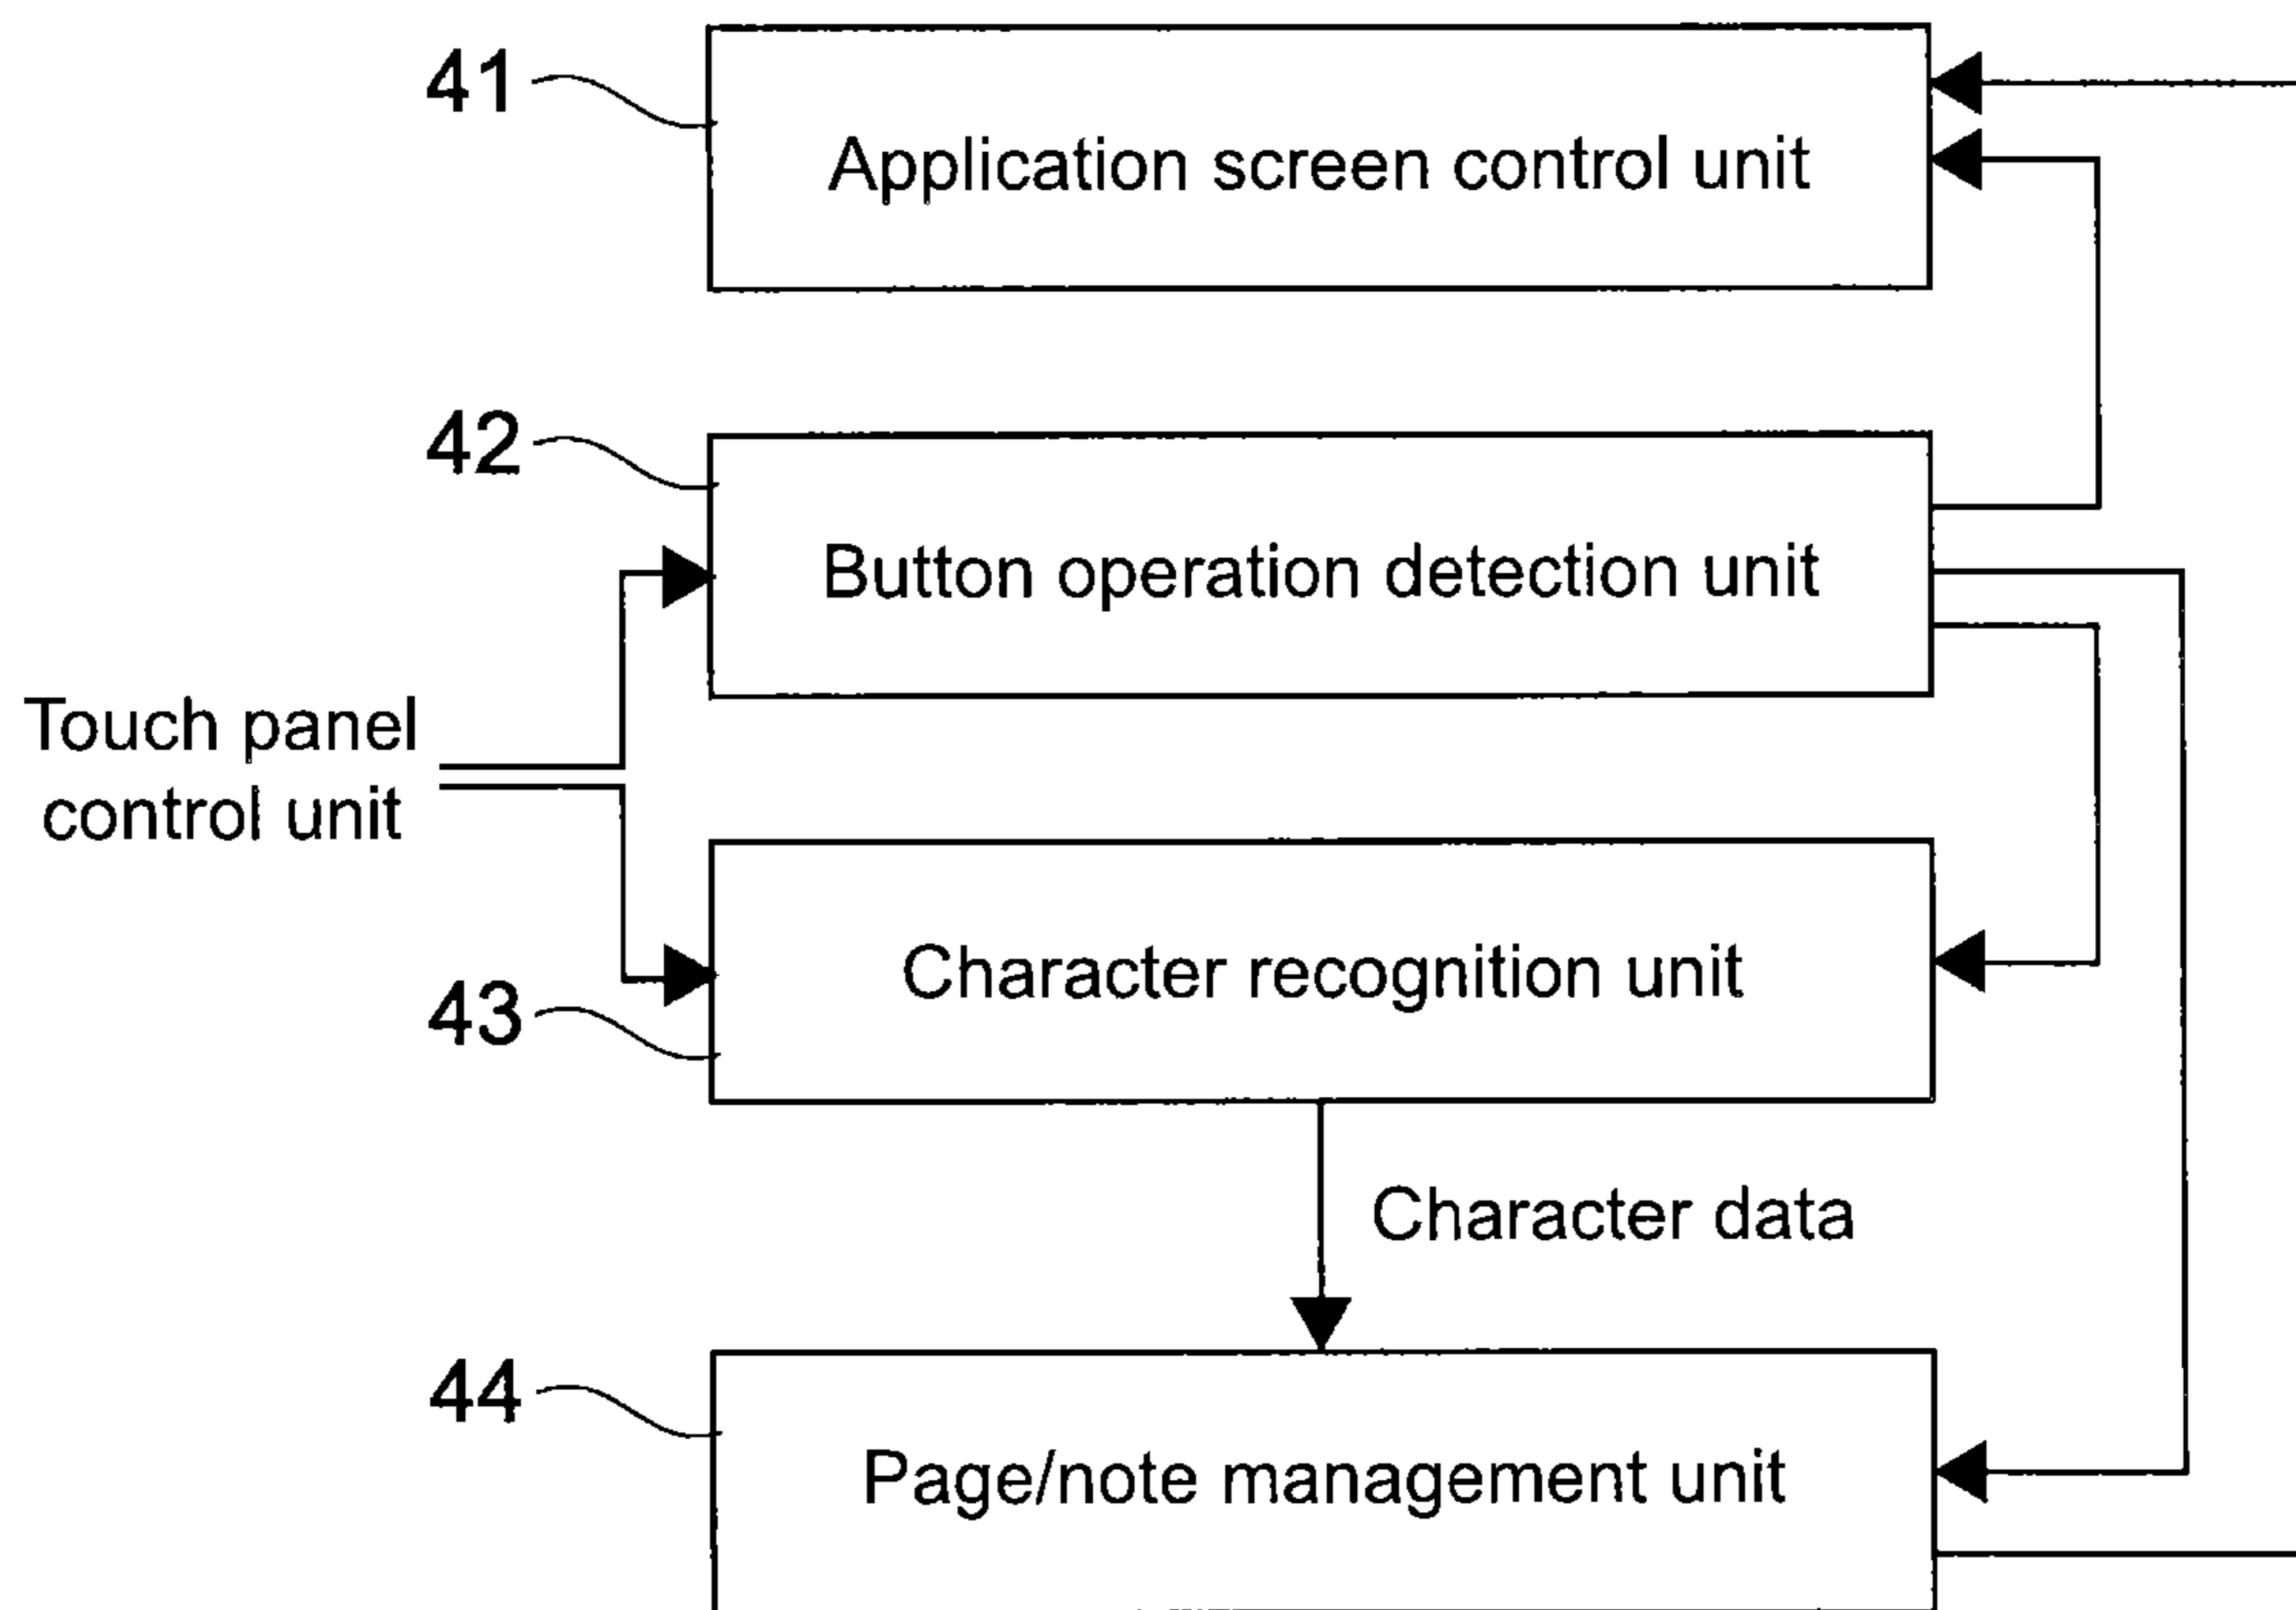 41
Application screen control unit
42
Button operation detection unit
Touch panel
control unit
43
Character recognition unit
Character data
44
Page/note management unit